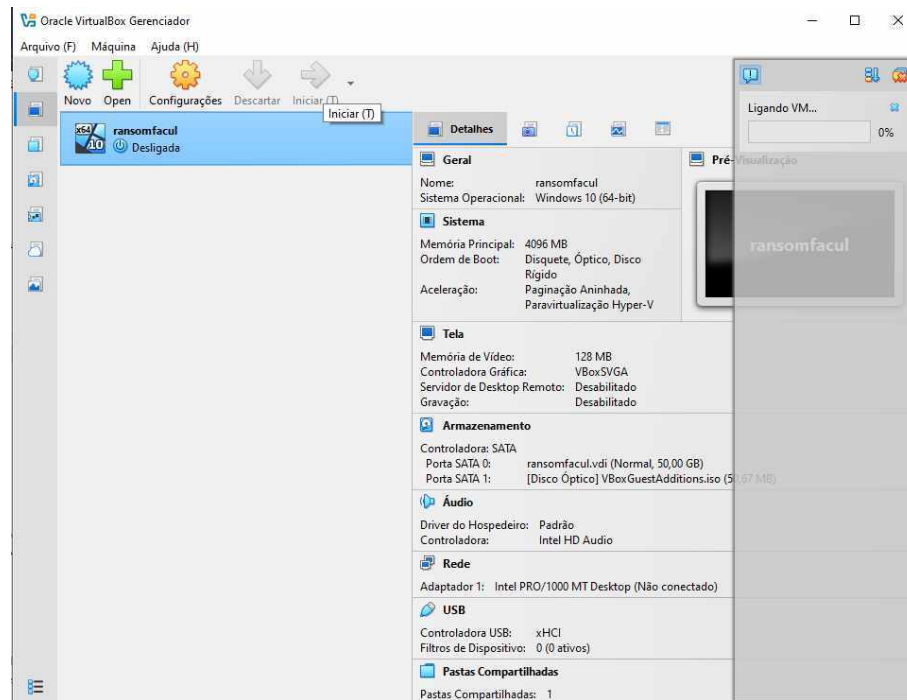 Oracle VirtualBox Gerenciador
Arquivo (F) Máquina Ajuda (H)
Novo Open Configurações Descartar Iniciar (T)
Iniciar (T)
x64 10
ransomfacul
Desligada
Detalhes
Geral
Nome: ransomfacul
Sistema Operacional: Windows 10 (64-bit)
Sistema
Memória Principal: 4096 MB
Ordem de Boot: Disquete, Óptico, Disco
Rígido
Aceleração: Paginação Aninhada,
Paravirtualização Hyper-V
Pré-Visualização
ransomfacul
Tela
Memória de Vídeo: 128 MB
Controladora Gráfica: VBoxSVGA
Servidor de Desktop Remoto: Desabilitado
Gravação: Desabilitado
Armazenamento
Controladora: SATA
Porta SATA 0: ransomfacul.vdi (Normal, 50,00 GB)
Porta SATA 1: [Disco Óptico] VBoxGuestAdditions.iso
Áudio
Driver do Hospedeiro: Padrão
Controladora: Intel HD Audio
Rede
Adaptador 1: Intel PRO/1000 MT Desktop (Não conectado)
USB
Controladora USB: xHCI
Filtros de Dispositivo: 0 (0 ativos)
Pastas Compartilhadas
Pastas Compartilhadas: 1
Ligando VM...
0%